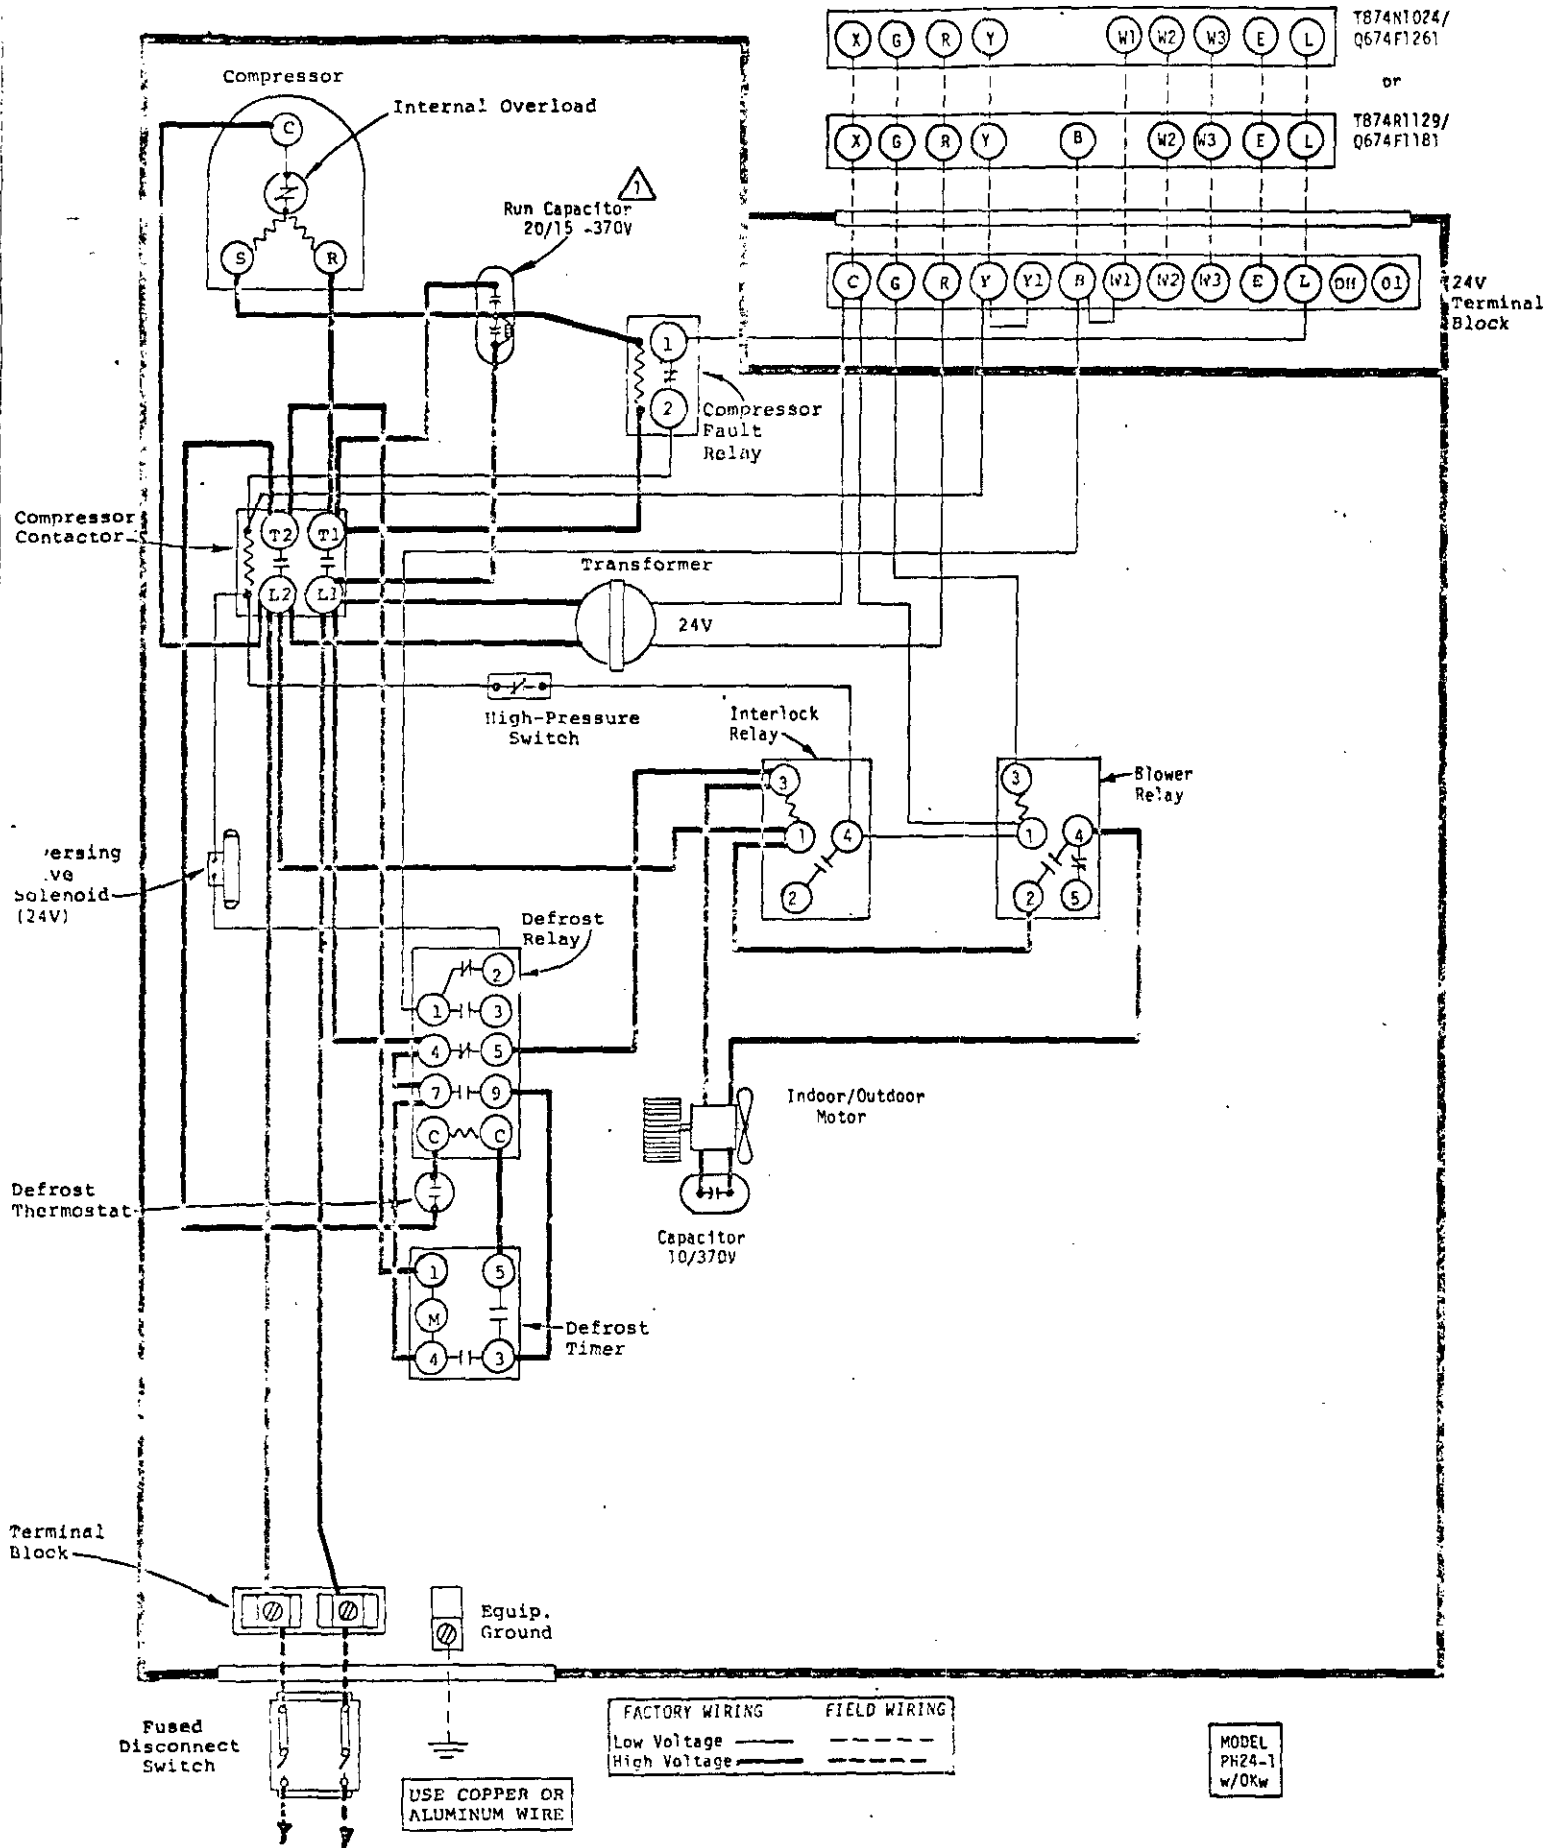 T874N1024/
Q674F1261
X G R Y W1 W2 W3 E L
or
T874R1129/
Q674F1181
X G R Y B W2 W3 E L
Compressor
Internal Overload
C
S R
1
Run Capacitor
20/15 -370V
C G R Y Y1 B W1 W2 W3 E L OH O1
24V
Terminal
Block
1
2
Compressor
Fault
Relay
Compressor
Contactor
T2 T1
L2 L1
Transformer
24V
High-Pressure
Switch
Interlock
Relay
3
1 4
2
Blower
Relay
3
1 4
2 5
ersing
ve
Solenoid
(24V)
Defrost
Relay
2
1 3
4 5
7 9
C C
Indoor/Outdoor
Motor
Capacitor
10/370V
Defrost
Thermostat
1 5
M
4 3
Defrost
Timer
Terminal
Block
Equip.
Ground
Fused
Disconnect
Switch
USE COPPER OR
ALUMINUM WIRE
FACTORY WIRING FIELD WIRING
Low Voltage
High Voltage
MODEL
PH24-1
w/OKw